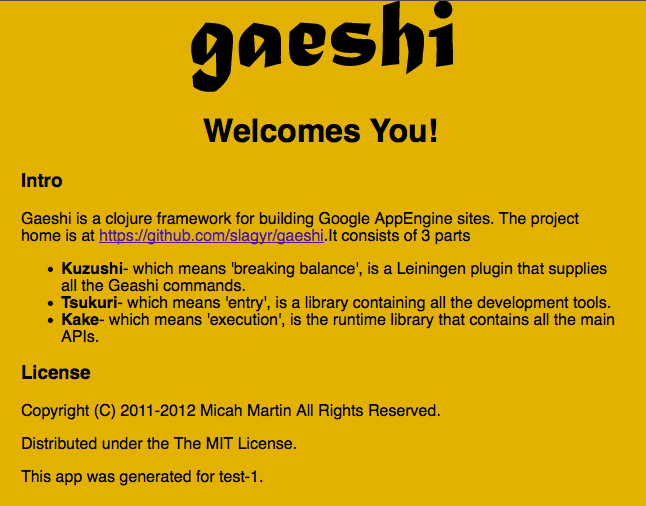 gaeshi
Welcomes You!
Intro
Gaeshi is a clojure framework for building Google AppEngine sites. The project
home is at https://github.com/slagyr/gaeshi.It consists of 3 parts
• Kuzushi- which means 'breaking balance', is a Leiningen plugin that supplies
all the Geashi commands.
• Tsukuri- which means 'entry', is a library containing all the development tools.
• Kake- which means 'execution', is the runtime library that contains all the main
APIs.
License
Copyright (C) 2011-2012 Micah Martin All Rights Reserved.
Distributed under the The MIT License.
This app was generated for test-1.